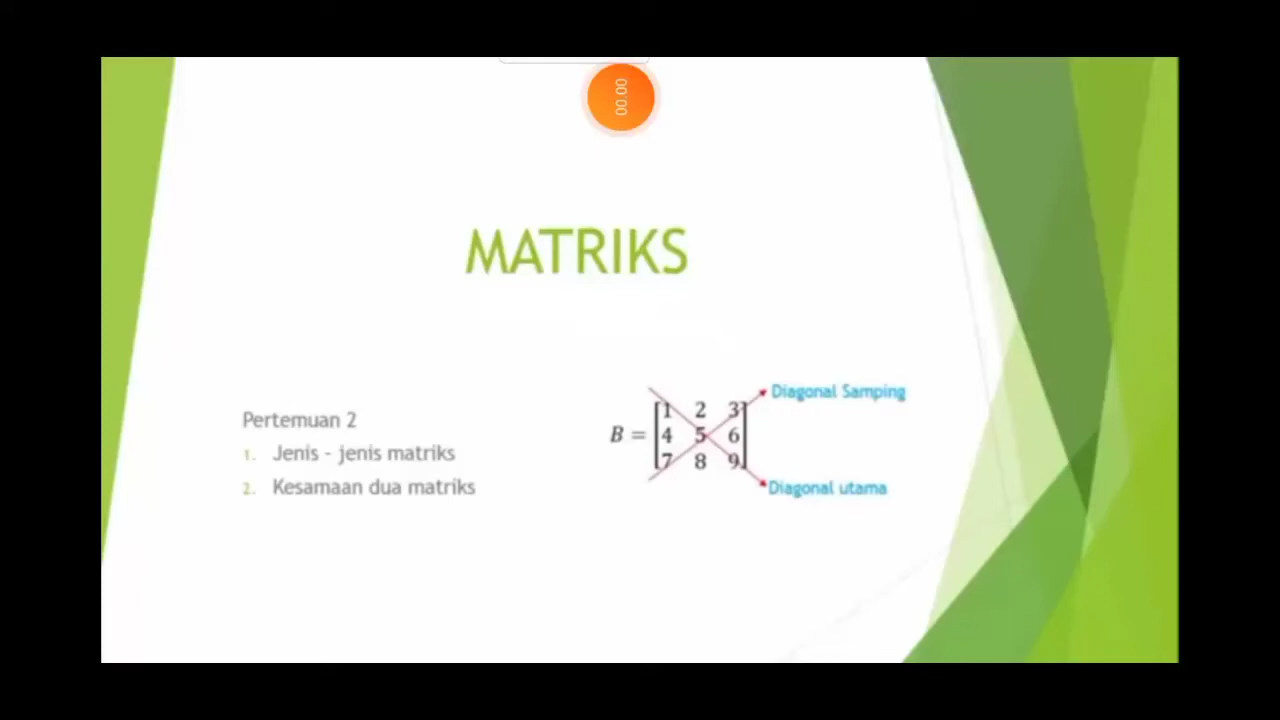 00:00
MATRIKS
Pertemuan 2
1. Jenis - jenis matriks
2. Kesamaan dua matriks
Diagonal Samping
1 2 3
B = 4 5 6
7 8 9
Diagonal utama